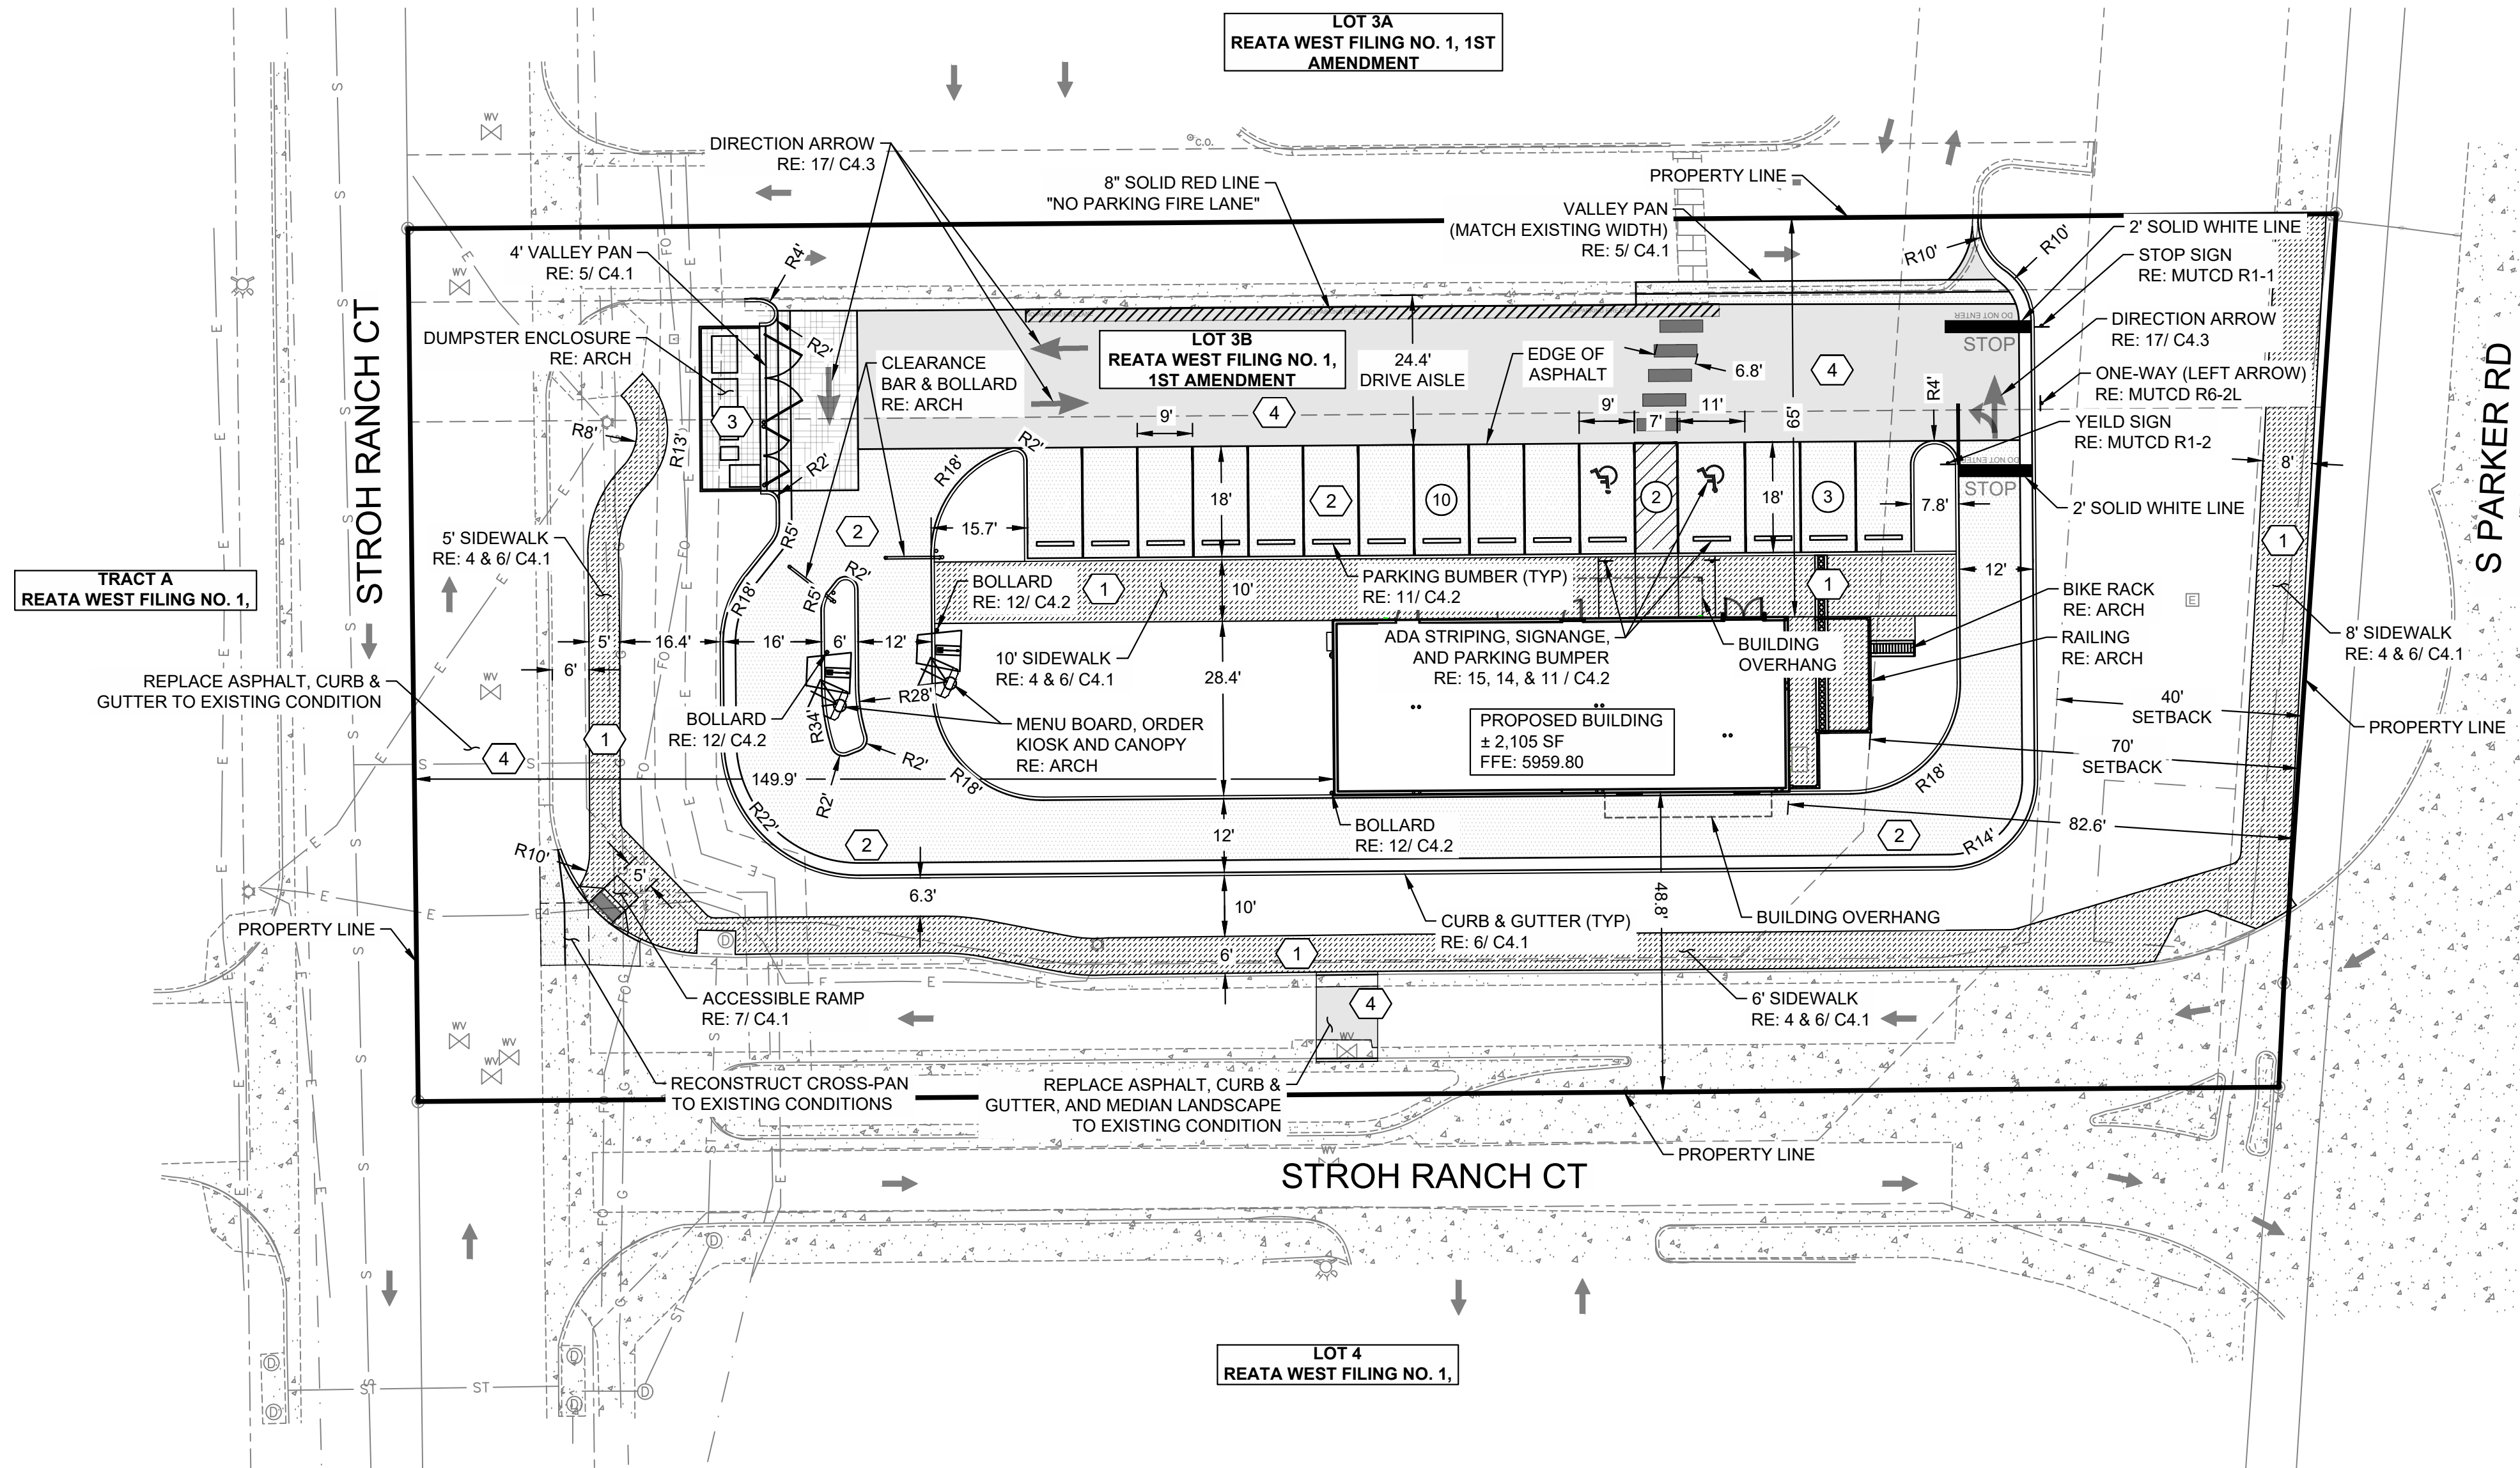 LOT 3A
REATA WEST FILING NO. 1, 1ST
AMENDMENT
DIRECTION ARROW
RE: 17/ C4.3
8" SOLID RED LINE
"NO PARKING FIRE LANE"
PROPERTY LINE
VALLEY PAN
(MATCH EXISTING WIDTH)
RE: 5/ C4.1
C.O.
WV
2' SOLID WHITE LINE
STOP SIGN
RE: MUTCD R1-1
R10'
R10'
4' VALLEY PAN
RE: 5/ C4.1
R4'
DUMPSTER ENCLOSURE
RE: ARCH
R2'
CLEARANCE
BAR & BOLLARD
RE: ARCH
LOT 3B
REATA WEST FILING NO. 1,
1ST AMENDMENT
24.4'
DRIVE AISLE
EDGE OF
ASPHALT
6.8'
4
DO NOT ENTER
STOP
DIRECTION ARROW
RE: 17/ C4.3
ONE-WAY (LEFT ARROW)
RE: MUTCD R6-2L
YEILD SIGN
RE: MUTCD R1-2
3
4
9'
9'
7'
11'
65'
R4'
R8'
R13'
R2'
R2'
R18'
DO NOT ENTER
STOP
8'
2' SOLID WHITE LINE
18'
2
10
2
18'
3
7.8'
15.7'
2
R5'
5' SIDEWALK
RE: 4 & 6/ C4.1
1
STROH RANCH CT
S PARKER RD
TRACT A
REATA WEST FILING NO. 1,
R2'
R5'
R18'
BOLLARD
RE: 12/ C4.2
1
10'
PARKING BUMBER (TYP)
RE: 11/ C4.2
1
12'
BIKE RACK
RE: ARCH
RAILING
RE: ARCH
8' SIDEWALK
RE: 4 & 6/ C4.1
5'
16.4'
16'
6'
12'
6'
10' SIDEWALK
RE: 4 & 6/ C4.1
28.4'
ADA STRIPING, SIGNANGE,
AND PARKING BUMPER
RE: 15, 14, & 11 / C4.2
BUILDING
OVERHANG
REPLACE ASPHALT, CURB &
GUTTER TO EXISTING CONDITION
4
1
BOLLARD
RE: 12/ C4.2
R34'
R28'
R2'
R2'
MENU BOARD, ORDER
KIOSK AND CANOPY
RE: ARCH
PROPOSED BUILDING
± 2,105 SF
FFE: 5959.80
40'
SETBACK
70'
SETBACK
PROPERTY LINE
149.9'
R18'
R18'
R22'
2
12'
BOLLARD
RE: 12/ C4.2
2
R14'
82.6'
R10'
5'
6.3'
10'
48.8'
CURB & GUTTER (TYP)
RE: 6/ C4.1
BUILDING OVERHANG
PROPERTY LINE
6'
1
ACCESSIBLE RAMP
RE: 7/ C4.1
4
6' SIDEWALK
RE: 4 & 6/ C4.1
WV
RECONSTRUCT CROSS-PAN
TO EXISTING CONDITIONS
REPLACE ASPHALT, CURB &
GUTTER, AND MEDIAN LANDSCAPE
TO EXISTING CONDITION
PROPERTY LINE
STROH RANCH CT
LOT 4
REATA WEST FILING NO. 1,